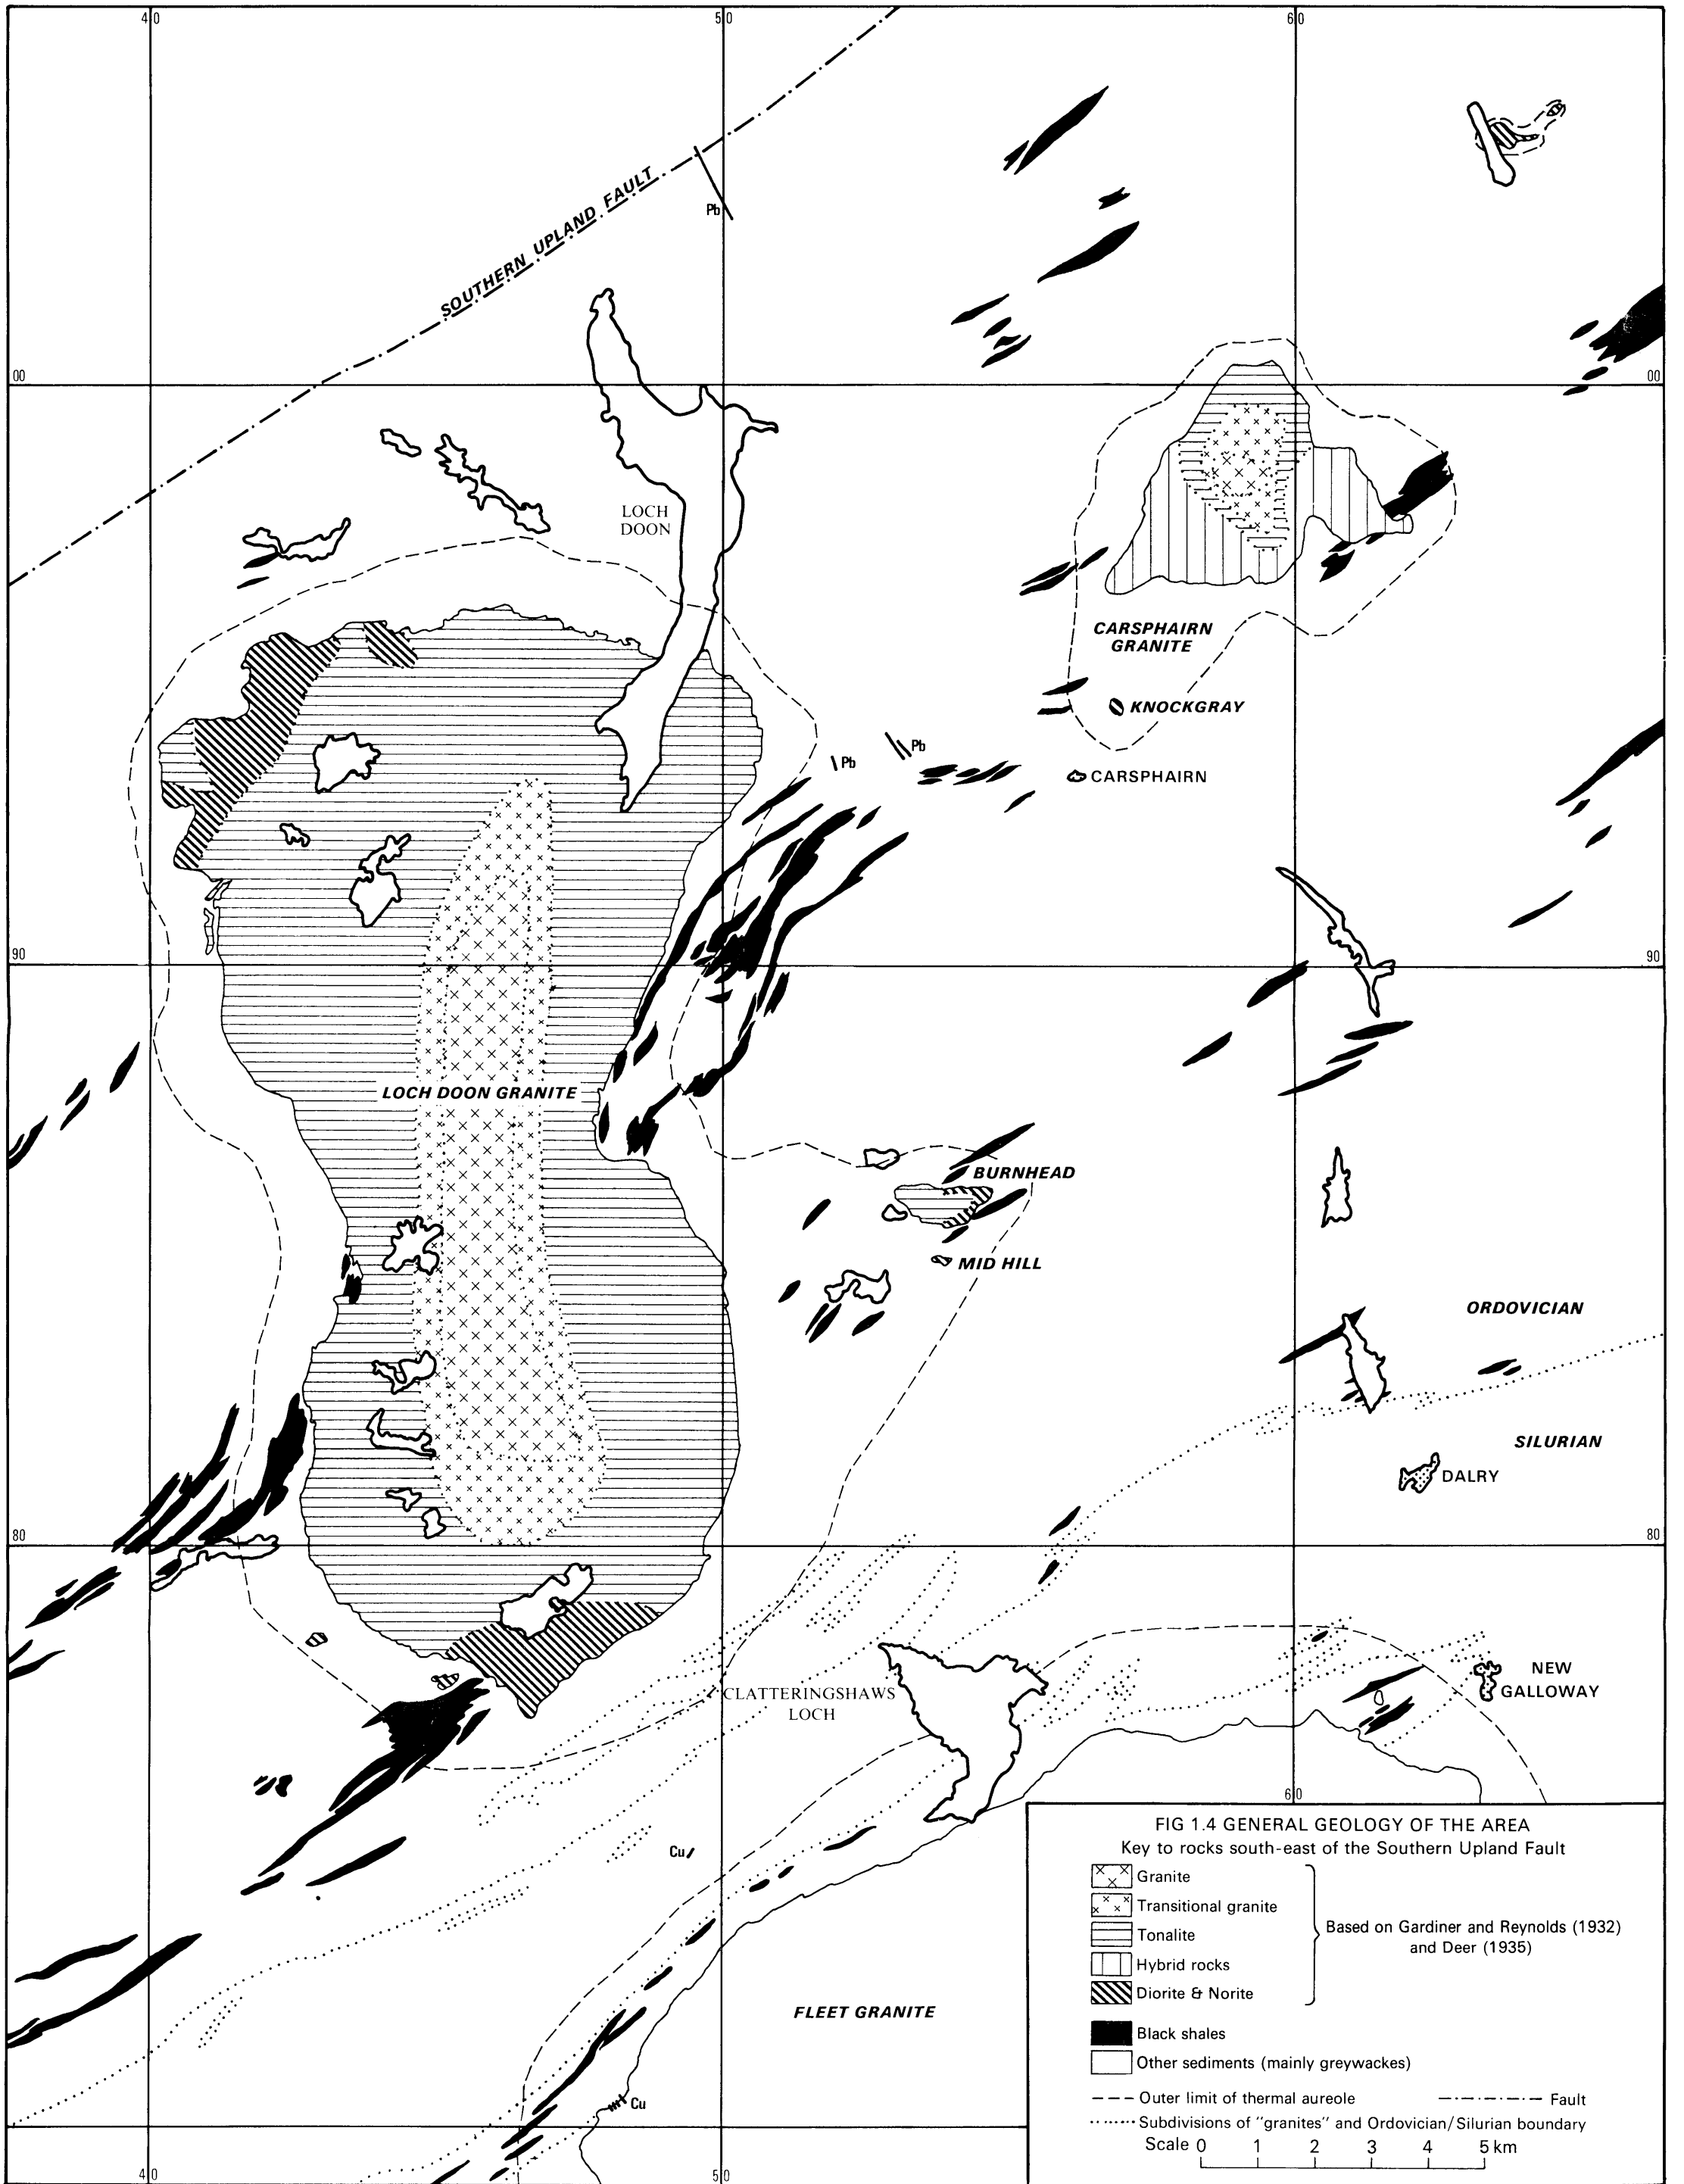 40
50
60
SOUTHERN UPLAND FAULT
Pb
00
00
LOCH
DOON
CARSPHAIRN
GRANITE
KNOCKGRAY
Pb
Pb
CARSPHAIRN
90
90
LOCH DOON GRANITE
BURNHEAD
MID HILL
ORDOVICIAN
SILURIAN
DALRY
80
80
NEW
GALLOWAY
CLATTERINGSHAWS
LOCH
60
Cu
FLEET GRANITE
Cu
40
50
FIG 1.4 GENERAL GEOLOGY OF THE AREA
Key to rocks south-east of the Southern Upland Fault
Granite
Transitional granite
Tonalite
Hybrid rocks
Diorite & Norite
Based on Gardiner and Reynolds (1932)
and Deer (1935)
Black shales
Other sediments (mainly greywackes)
Outer limit of thermal aureole
Fault
Subdivisions of "granites" and Ordovician/Silurian boundary
Scale 0 1 2 3 4 5 km